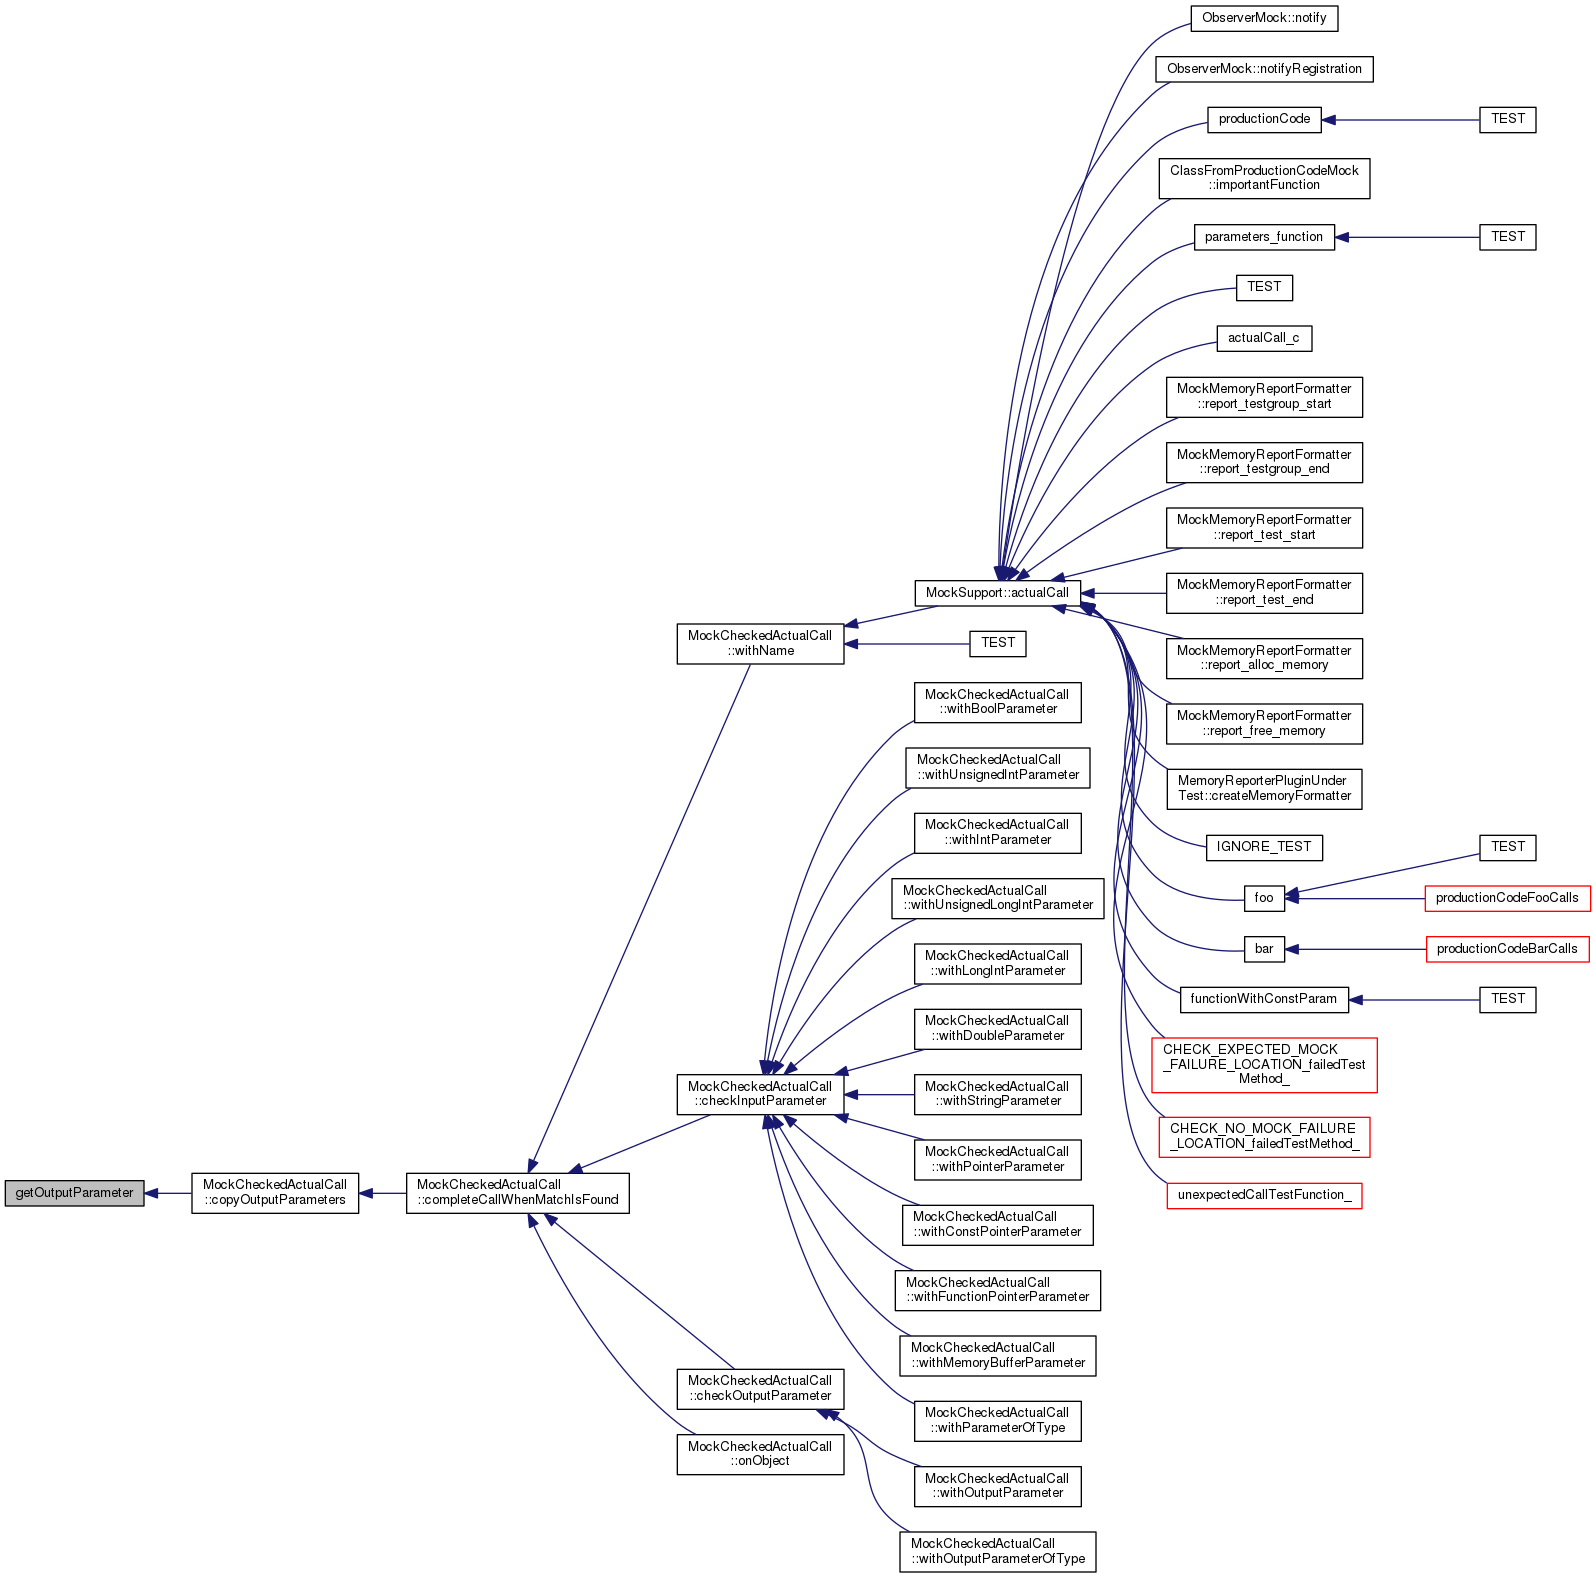 ObserverMock::notify
ObserverMock::notifyRegistration
productionCode
TEST
ClassFromProductionCodeMock
::importantFunction
parameters_function
TEST
TEST
actualCall_c
MockMemoryReportFormatter
::report_testgroup_start
MockMemoryReportFormatter
::report_testgroup_end
MockMemoryReportFormatter
::report_test_start
MockSupport::actualCall
MockMemoryReportFormatter
::report_test_end
MockCheckedActualCall
::withName
TEST
MockMemoryReportFormatter
::report_alloc_memory
MockCheckedActualCall
::withBoolParameter
MockMemoryReportFormatter
::report_free_memory
MockCheckedActualCall
::withUnsignedIntParameter
MemoryReporterPluginUnder
Test::createMemoryFormatter
MockCheckedActualCall
::withIntParameter
IGNORE_TEST
TEST
MockCheckedActualCall
::withUnsignedLongIntParameter
foo
productionCodeFooCalls
MockCheckedActualCall
::withLongIntParameter
bar
productionCodeBarCalls
functionWithConstParam
TEST
MockCheckedActualCall
::withDoubleParameter
CHECK_EXPECTED_MOCK
_FAILURE_LOCATION_failedTest
Method_
MockCheckedActualCall
::checkInputParameter
MockCheckedActualCall
::withStringParameter
CHECK_NO_MOCK_FAILURE
_LOCATION_failedTestMethod_
MockCheckedActualCall
::withPointerParameter
getOutputParameter
MockCheckedActualCall
::copyOutputParameters
MockCheckedActualCall
::completeCallWhenMatchIsFound
unexpectedCallTestFunction_
MockCheckedActualCall
::withConstPointerParameter
MockCheckedActualCall
::withFunctionPointerParameter
MockCheckedActualCall
::withMemoryBufferParameter
MockCheckedActualCall
::checkOutputParameter
MockCheckedActualCall
::withParameterOfType
MockCheckedActualCall
::onObject
MockCheckedActualCall
::withOutputParameter
MockCheckedActualCall
::withOutputParameterOfType